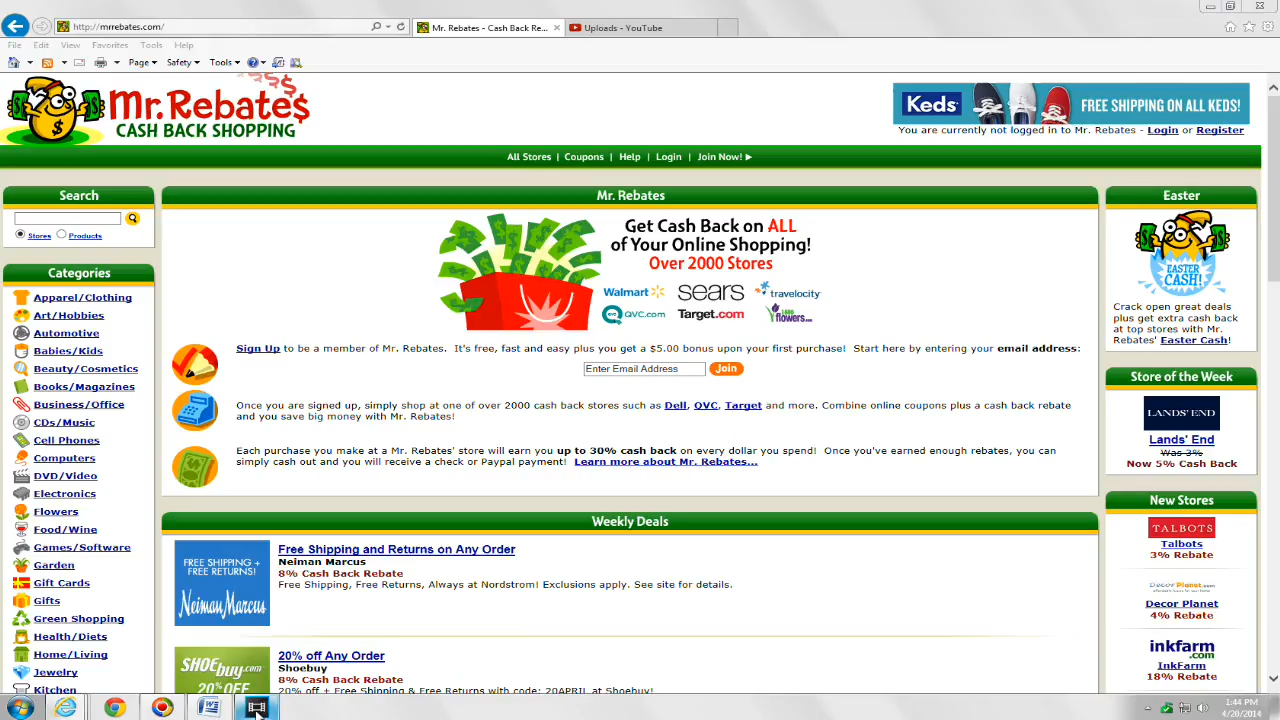 http://mrrebates.com/
Mr. Rebates - Cash Back Re...
Uploads - YouTube
File Edit View Favorites Tools Help
Page Safety Tools
Mr. Rebates
CASH BACK SHOPPING
Keds FREE SHIPPING ON ALL KEDS!
You are currently not logged in to Mr. Rebates - Login or Register
All Stores | Coupons | Help | Login | Join Now!
Search
Stores Products
Categories
Apparel/Clothing
Art/Hobbies
Automotive
Babies/Kids
Beauty/Cosmetics
Books/Magazines
Business/Office
CDs/Music
Cell Phones
Computers
DVD/Video
Electronics
Flowers
Food/Wine
Games/Software
Garden
Gift Cards
Gifts
Green Shopping
Health/Diets
Home/Living
Jewelry
Kitchen
Mr. Rebates
Get Cash Back on ALL
of Your Online Shopping!
Over 2000 Stores
Walmart sears travelocity
QVC.com Target.com flowers...
Sign Up to be a member of Mr. Rebates. It's free, fast and easy plus you get a $5.00 bonus upon your first purchase! Start here by entering your email address:
Enter Email Address Join
Once you are signed up, simply shop at one of over 2000 cash back stores such as Dell, QVC, Target and more. Combine online coupons plus a cash back rebate
and you save big money with Mr. Rebates!
Each purchase you make at a Mr. Rebates' store will earn you up to 30% cash back on every dollar you spend! Once you've earned enough rebates, you can
simply cash out and you will receive a check or Paypal payment! Learn more about Mr. Rebates...
Weekly Deals
FREE SHIPPING +
FREE RETURNS!
Neiman Marcus
Free Shipping and Returns on Any Order
Neiman Marcus
8% Cash Back Rebate
Free Shipping, Free Returns, Always at Nordstrom! Exclusions apply. See site for details.
SHOEbuy.com
20% OFF
20% off Any Order
Shoebuy
8% Cash Back Rebate
20% off + Free Shipping & Free Returns with code: 20APRIL at Shoebuy!
Easter
EASTER
CASH!
Crack open great deals
plus get extra cash back
at top stores with Mr.
Rebates' Easter Cash!
Store of the Week
LANDS' END
Lands' End
Was 3%
Now 5% Cash Back
New Stores
TALBOTS
Talbots
3% Rebate
DecorPlanet.com
Decor Planet
4% Rebate
inkfarm
.com
InkFarm
18% Rebate
1:44 PM
4/20/2014